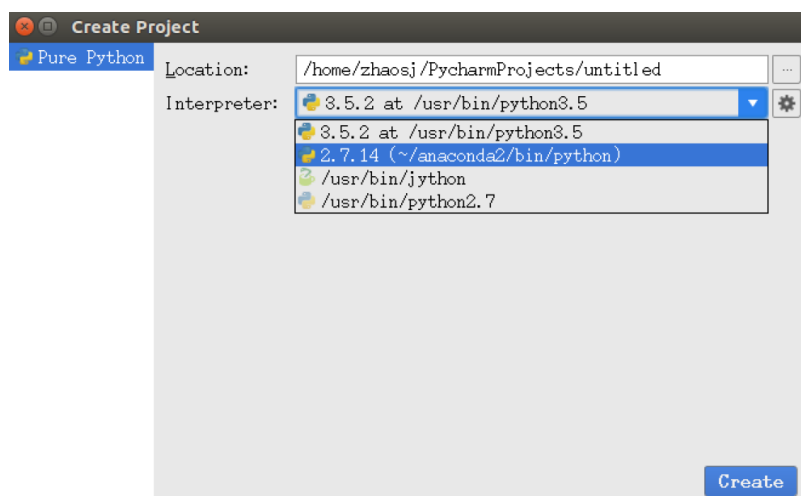 Create Project
Pure Python
Location: /home/zhaosj/PycharmProjects/untitled ...
Interpreter: 3.5.2 at /usr/bin/python3.5
3.5.2 at /usr/bin/python3.5
2.7.14 (~/anaconda2/bin/python)
/usr/bin/jython
/usr/bin/python2.7
Create